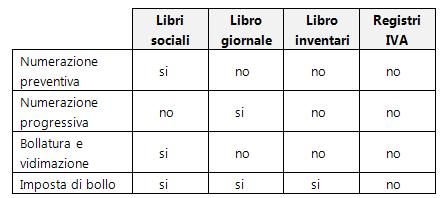 Libri sociali Libro giornale Libro inventari Registri IVA
Numerazione preventiva si no no no
Numerazione progressiva no si no no
Bollatura e vidimazione si no no no
Imposta di bollo si si si no